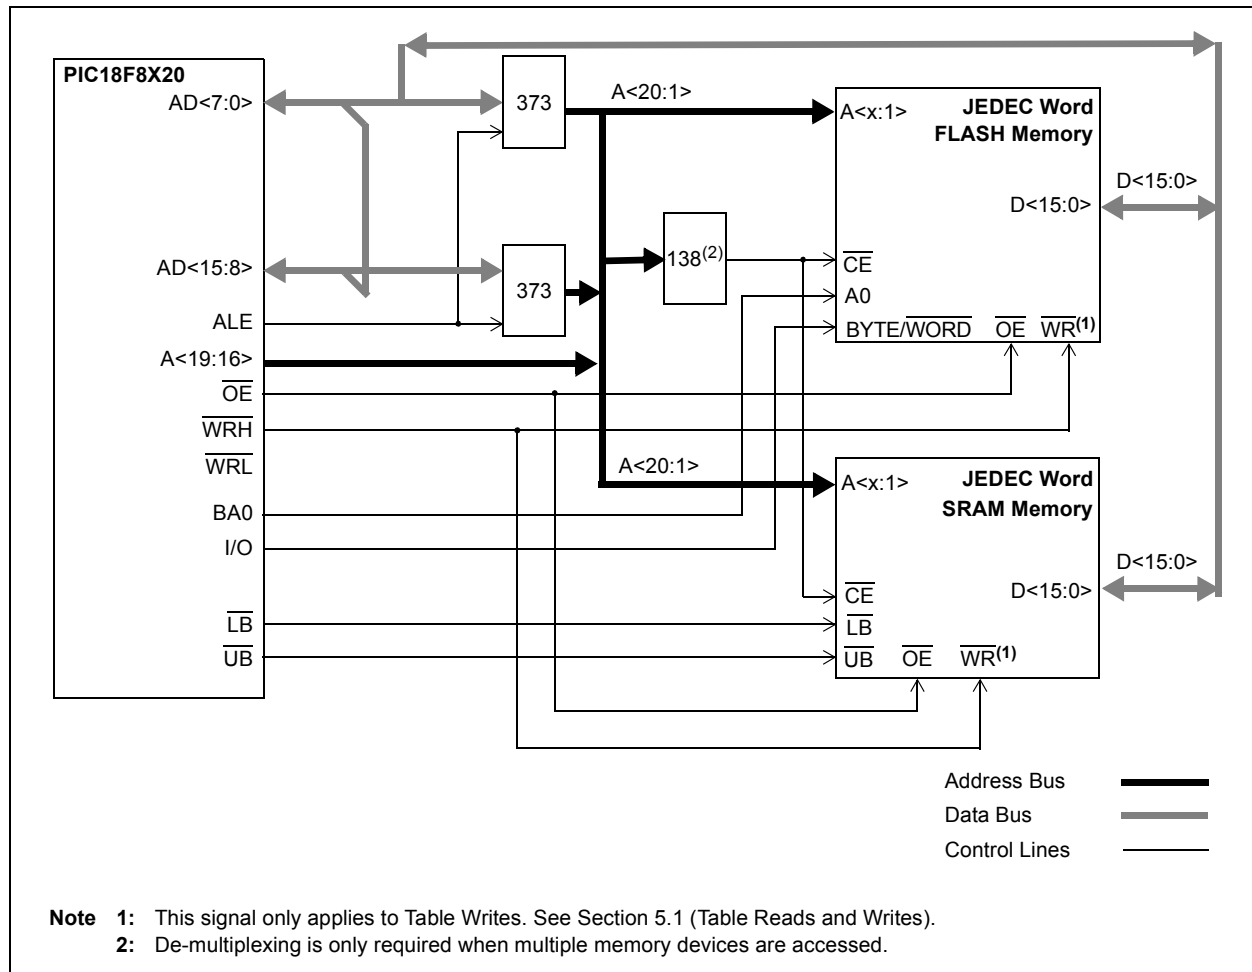 PIC18F8X20
AD<7:0>
AD<15:8>
ALE
A<19:16>
OE
WRH
WRL
BA0
I/O
LB
UB
373
373
138(2)
A<20:1>
A<20:1>
A<x:1>
JEDEC Word
FLASH Memory
D<15:0>
D<15:0>
CE
A0
BYTE/WORD OE WR(1)
A<x:1>
JEDEC Word
SRAM Memory
D<15:0>
D<15:0>
CE
LB
UB OE WR(1)
Address Bus
Data Bus
Control Lines
Note 1: This signal only applies to Table Writes. See Section 5.1 (Table Reads and Writes).
2: De-multiplexing is only required when multiple memory devices are accessed.